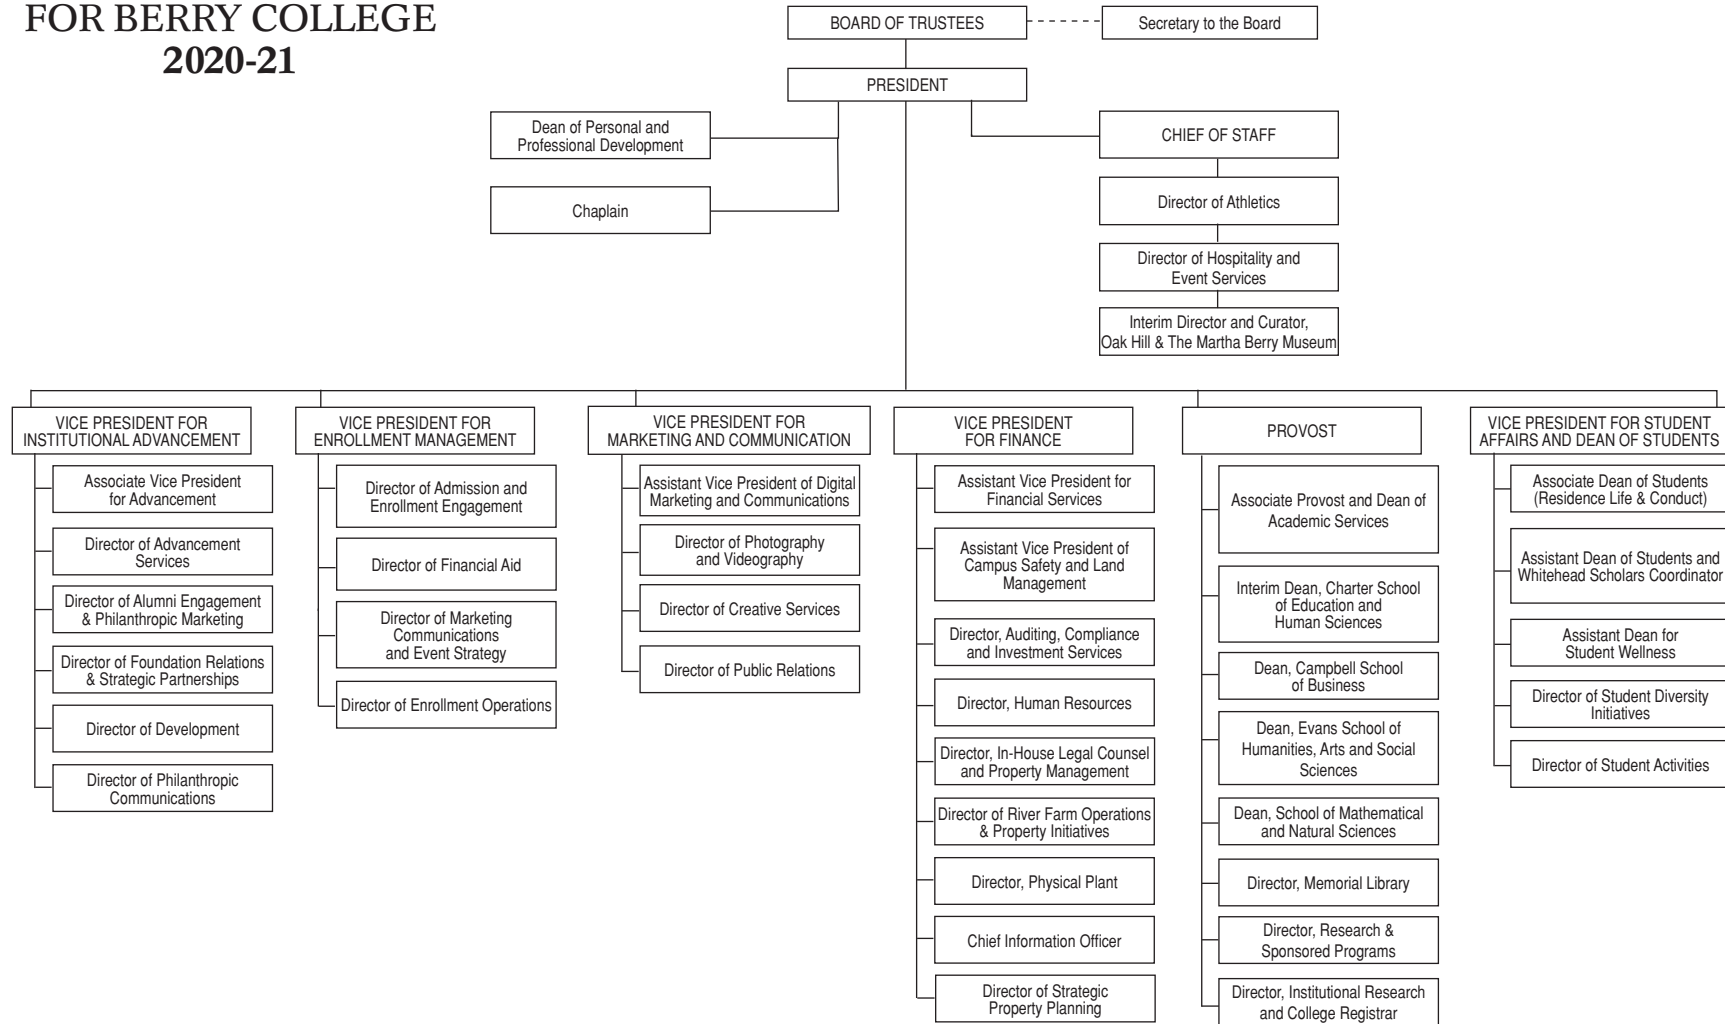 FOR BERRY COLLEGE
2020-21
BOARD OF TRUSTEES
Secretary to the Board
PRESIDENT
Dean of Personal and
Professional Development
Chaplain
CHIEF OF STAFF
Director of Athletics
Director of Hospitality and
Event Services
Interim Director and Curator,
Oak Hill & The Martha Berry Museum
VICE PRESIDENT FOR
INSTITUTIONAL ADVANCEMENT
Associate Vice President
for Advancement
Director of Advancement
Services
Director of Alumni Engagement
& Philanthropic Marketing
Director of Foundation Relations
& Strategic Partnerships
Director of Development
Director of Philanthropic
Communications
VICE PRESIDENT FOR
ENROLLMENT MANAGEMENT
Director of Admission and
Enrollment Engagement
Director of Financial Aid
Director of Marketing
Communications
and Event Strategy
Director of Enrollment Operations
VICE PRESIDENT FOR
MARKETING AND COMMUNICATION
Assistant Vice President of Digital
Marketing and Communications
Director of Photography
and Videography
Director of Creative Services
Director of Public Relations
VICE PRESIDENT
FOR FINANCE
Assistant Vice President for
Financial Services
Assistant Vice President of
Campus Safety and Land
Management
Director, Auditing, Compliance
and Investment Services
Director, Human Resources
Director, In-House Legal Counsel
and Property Management
Director of River Farm Operations
& Property Initiatives
Director, Physical Plant
Chief Information Officer
Director of Strategic
Property Planning
PROVOST
Associate Provost and Dean of
Academic Services
Interim Dean, Charter School
of Education and
Human Sciences
Dean, Campbell School
of Business
Dean, Evans School of
Humanities, Arts and Social
Sciences
Dean, School of Mathematical
and Natural Sciences
Director, Memorial Library
Director, Research &
Sponsored Programs
Director, Institutional Research
and College Registrar
VICE PRESIDENT FOR STUDENT
AFFAIRS AND DEAN OF STUDENTS
Associate Dean of Students
(Residence Life & Conduct)
Assistant Dean of Students and
Whitehead Scholars Coordinator
Assistant Dean for
Student Wellness
Director of Student Diversity
Initiatives
Director of Student Activities